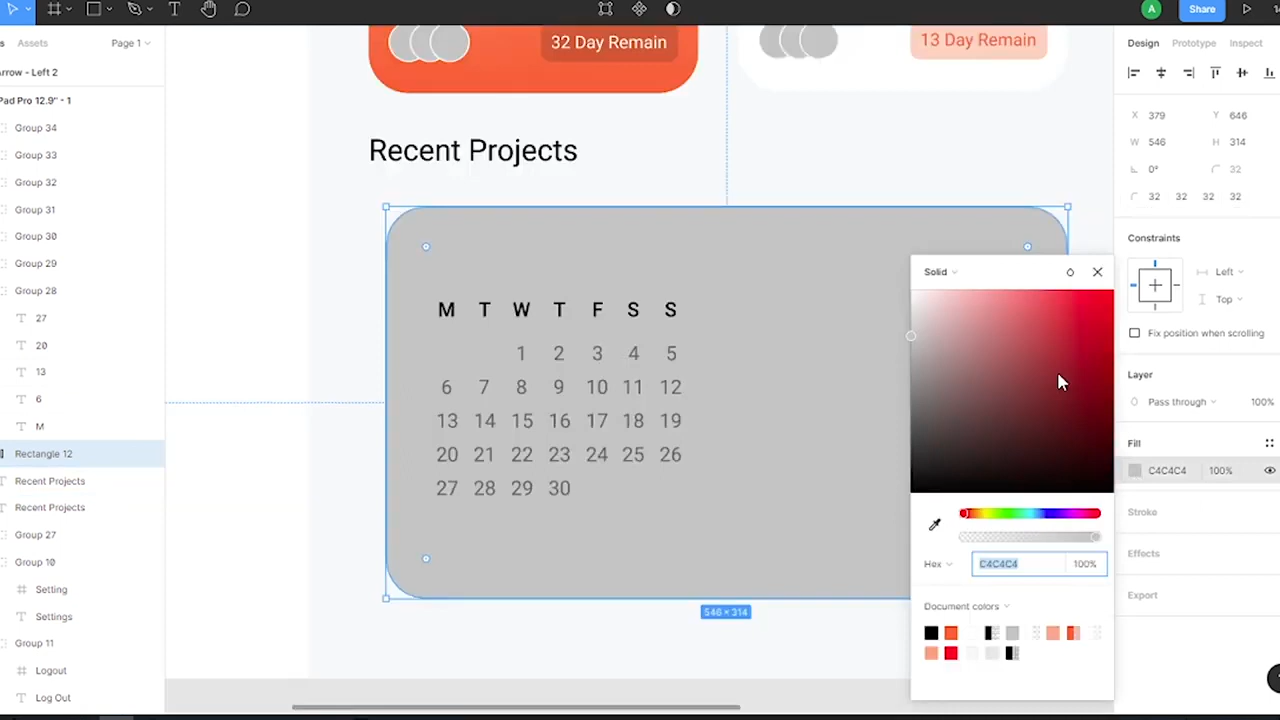 A
Share
Assets
Page 1
Arrow - Left 2
Pad Pro 12.9" - 1
Group 34
Group 33
Group 32
Group 31
Group 30
Group 29
Group 28
27
20
13
6
M
Rectangle 12
Recent Projects
Recent Projects
Group 27
Group 10
Setting
Settings
Group 11
Logout
Log Out
32 Day Remain
13 Day Remain
Recent Projects
M T W T F S S
1 2 3 4 5
6 7 8 9 10 11 12
13 14 15 16 17 18 19
20 21 22 23 24 25 26
27 28 29 30
546 × 314
Solid
Hex C4C4C4 100%
Document colors
Design Prototype Inspect
X 379 Y 646
W 546 H 314
0° 32
32 32 32 32
Constraints
Left
Top
Fix position when scrolling
Layer
Pass through 100%
Fill
C4C4C4 100%
Stroke
Effects
Export